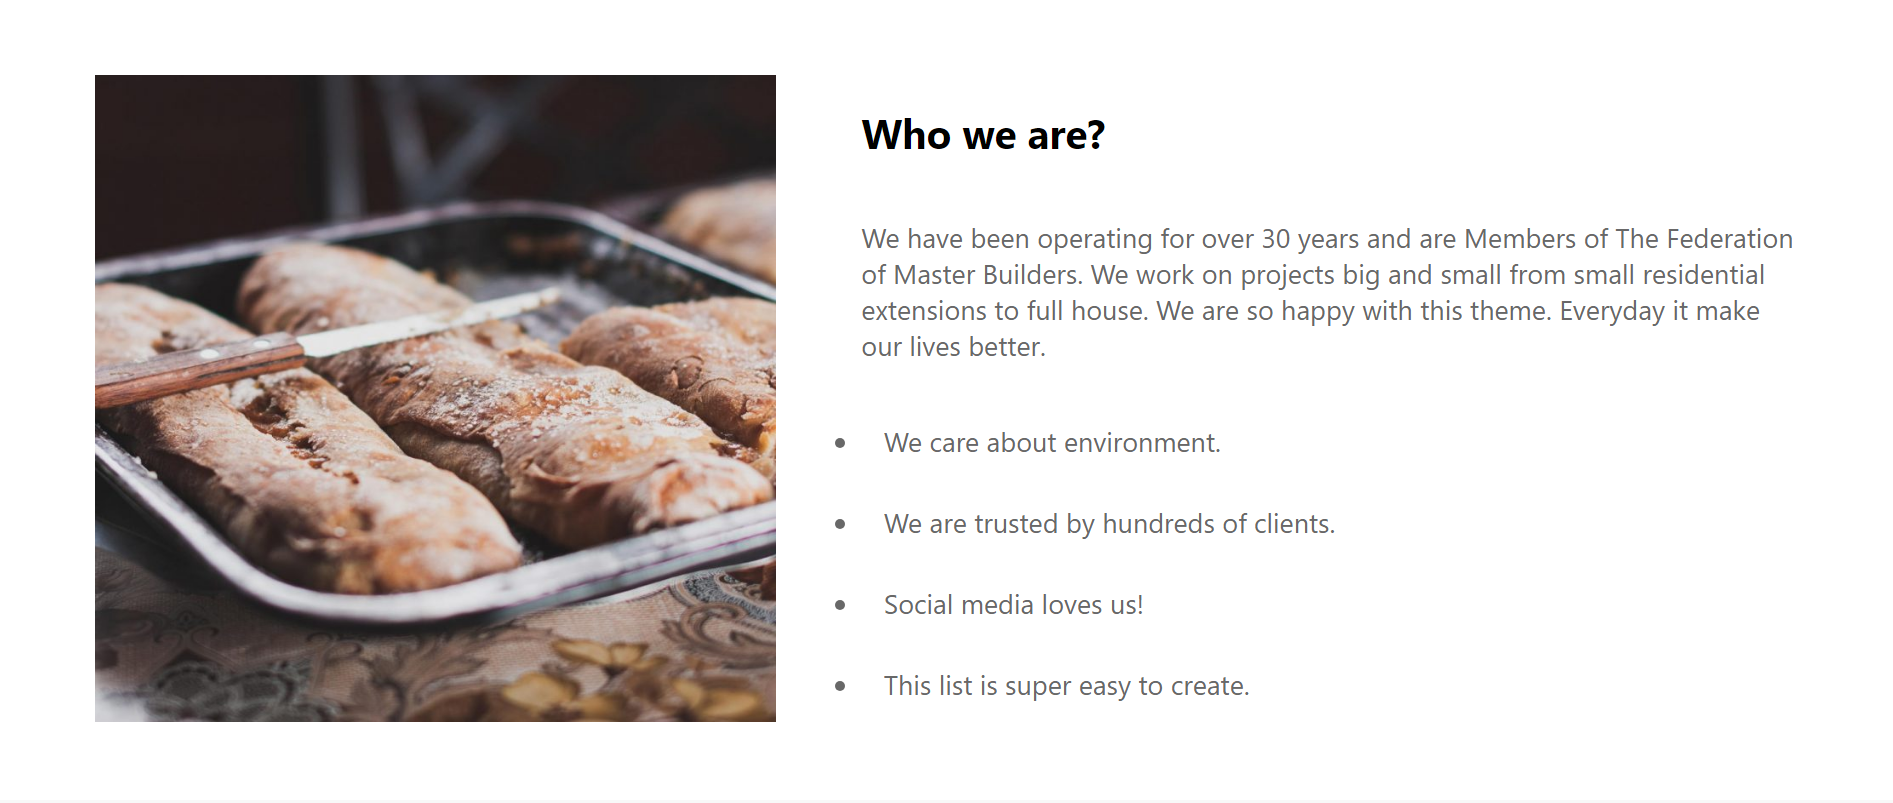 Who we are?
We have been operating for over 30 years and are Members of The Federation
of Master Builders. We work on projects big and small from small residential
extensions to full house. We are so happy with this theme. Everyday it make
our lives better.
We care about environment.
We are trusted by hundreds of clients.
Social media loves us!
This list is super easy to create.